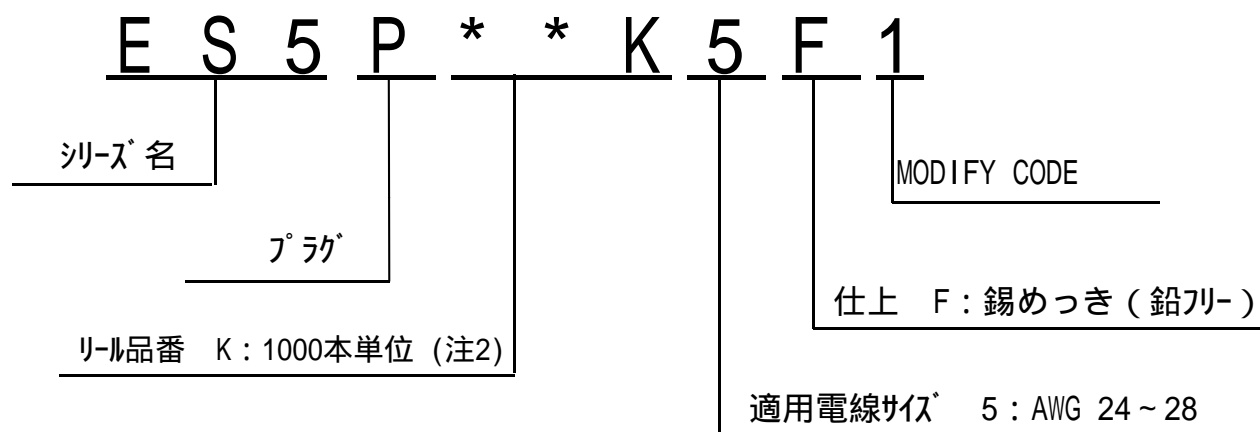 E S 5 P * * K 5 F 1
ｼﾘｰｽﾞ名
MODIFY CODE
ﾌﾟﾗｸﾞ
仕上　F：錫めっき（鉛ﾌﾘｰ）
ﾘｰﾙ品番　K：1000本単位 (注2)
適用電線ｻｲｽﾞ　5：AWG 24～28